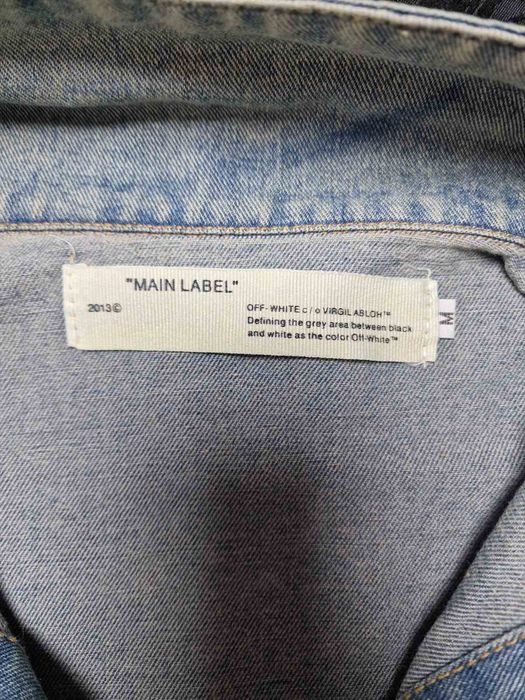 "MAIN LABEL"
2013©
OFF-WHITE c/o VIRGIL ABLOH™
Defining the grey area between black
and white as the color Off-White™
M